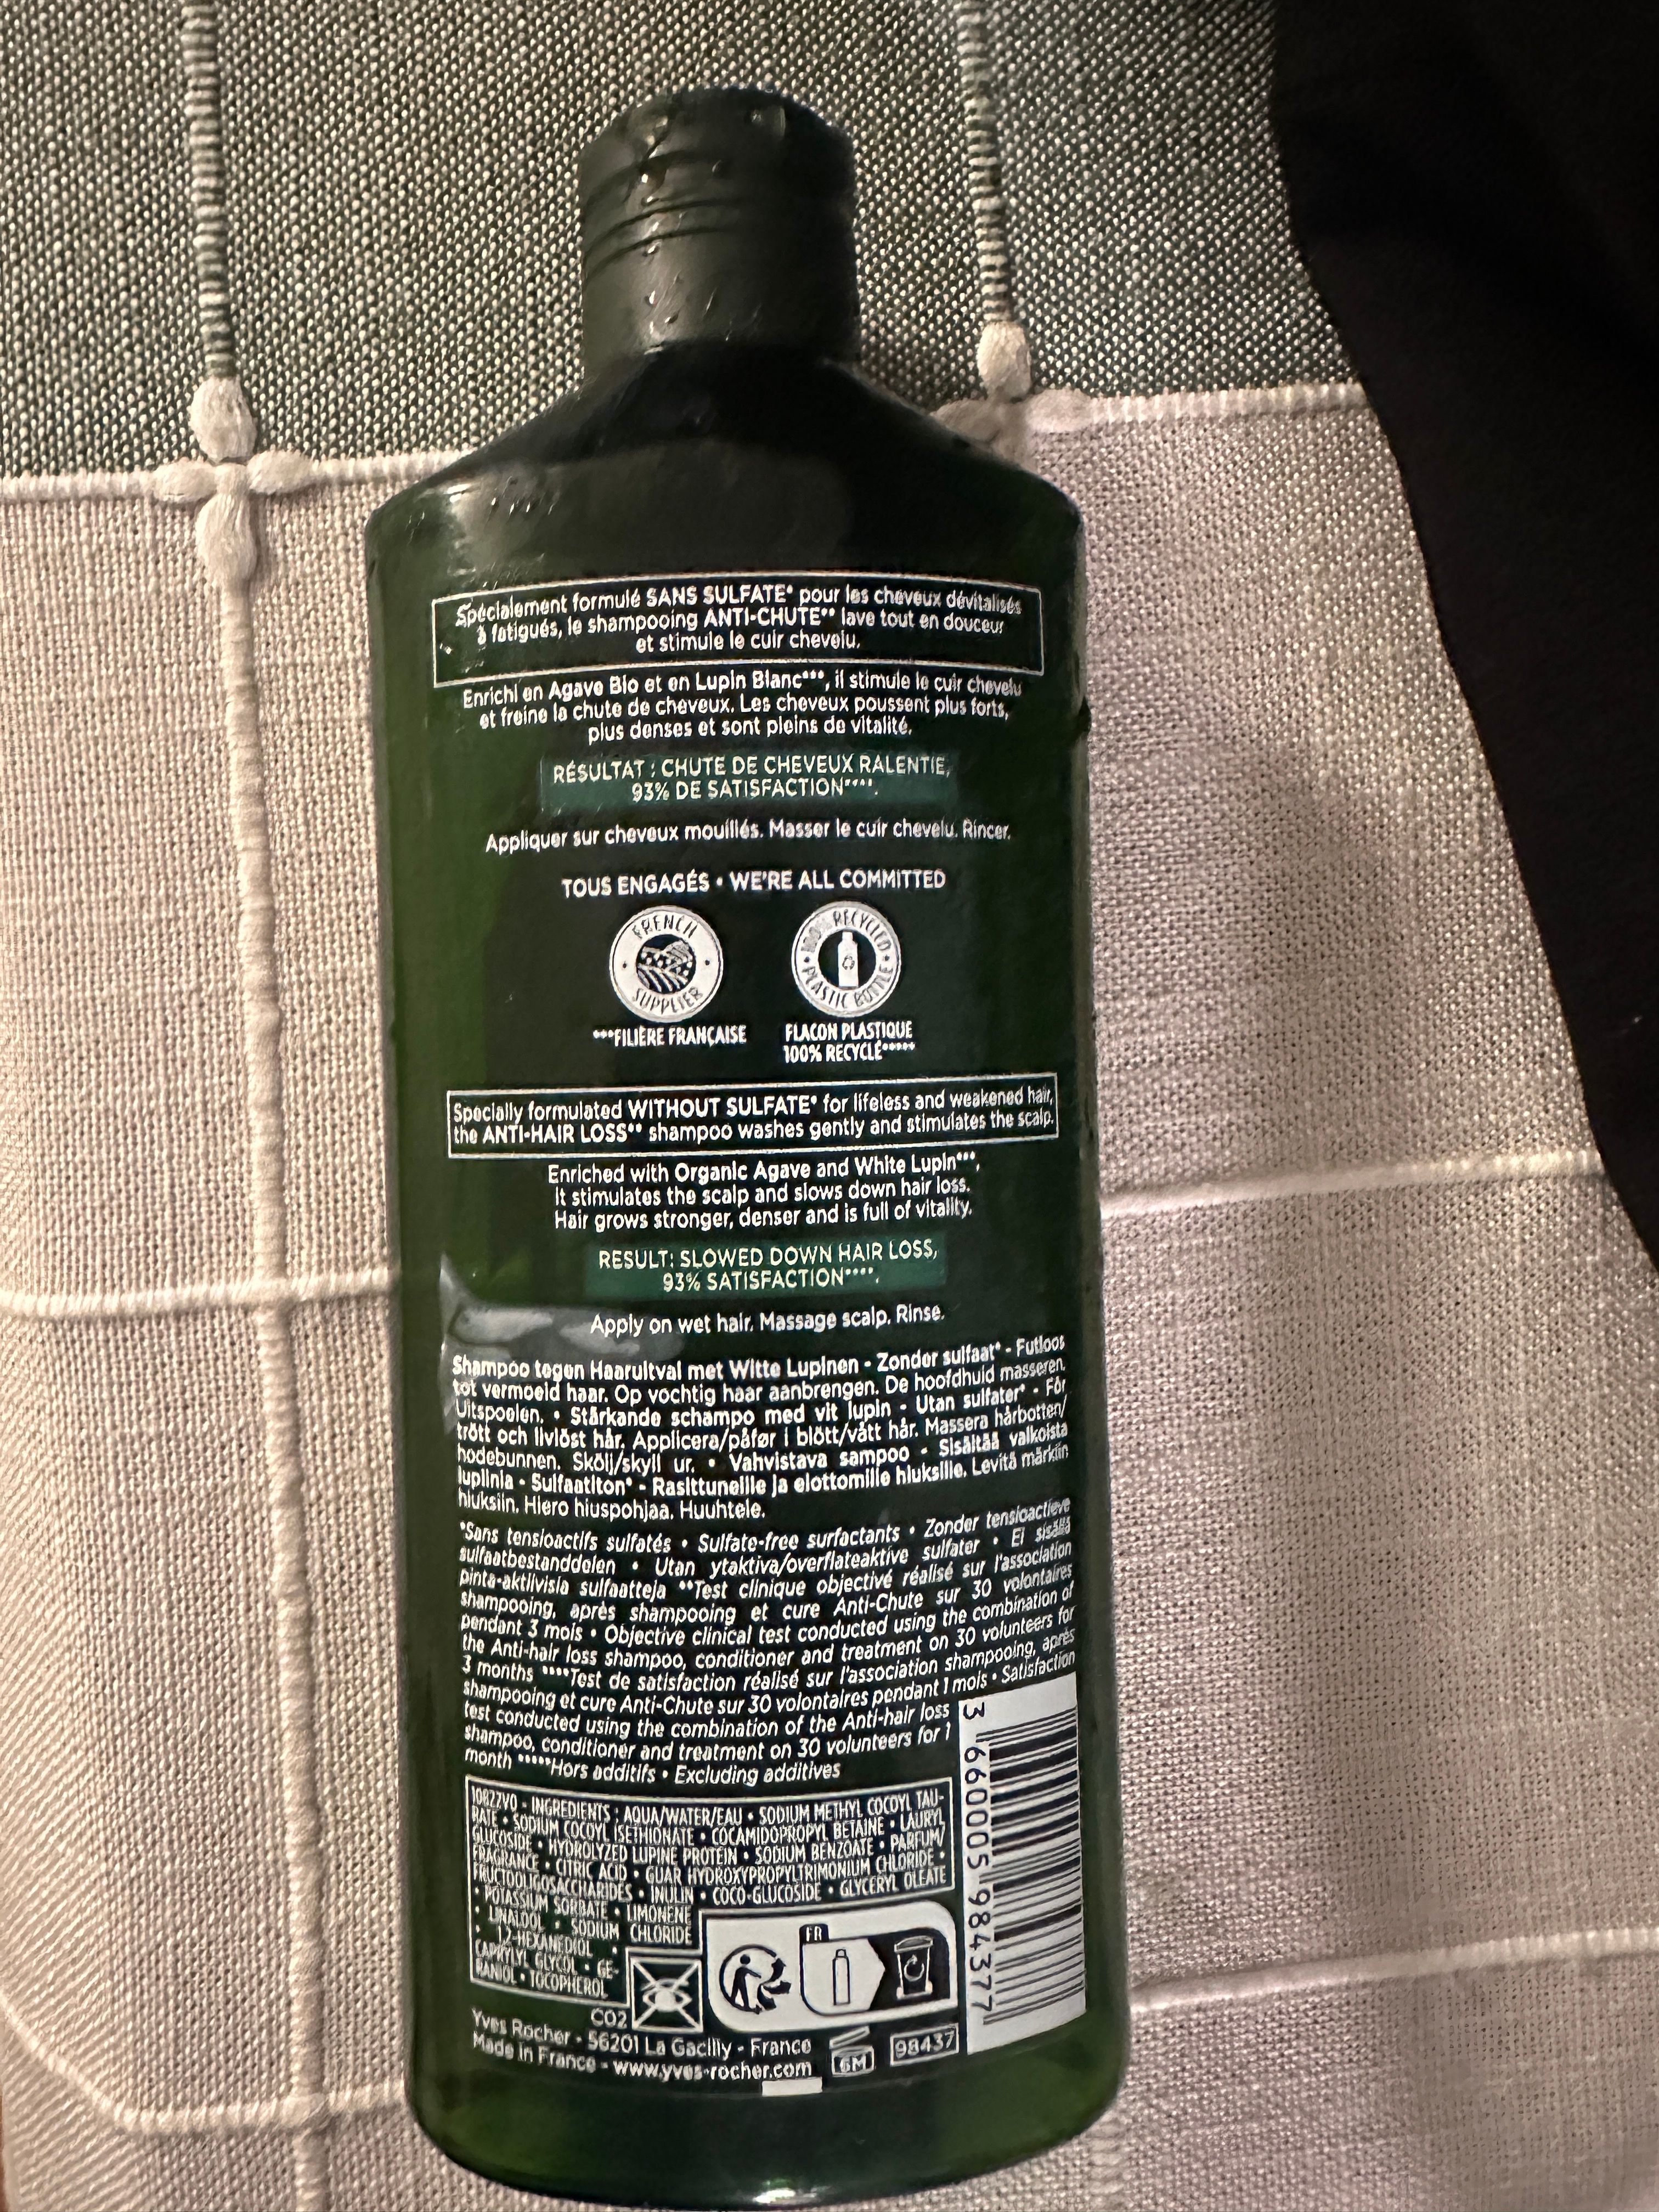 Spécialement formulé SANS SULFATE* pour les cheveux dévitalisés
à fatigués, le shampooing ANTI-CHUTE** lave tout en douceur
et stimule le cuir chevelu.
Enrichi en Agave Bio et en Lupin Blanc***, il stimule le cuir chevelu
et freine la chute de cheveux. Les cheveux poussent plus forts,
plus denses et sont pleins de vitalité.
RÉSULTAT : CHUTE DE CHEVEUX RALENTIE,
93% DE SATISFACTION****.
Appliquer sur cheveux mouillés. Masser le cuir chevelu. Rincer.
TOUS ENGAGÉS • WE'RE ALL COMMITTED
FRENCH SUPPLIER
100% RECYCLED PLASTIC BOTTLE
***FILIÈRE FRANÇAISE
FLACON PLASTIQUE
100% RECYCLÉ*****
Specially formulated WITHOUT SULFATE* for lifeless and weakened hair,
the ANTI-HAIR LOSS** shampoo washes gently and stimulates the scalp.
Enriched with Organic Agave and White Lupin***,
It stimulates the scalp and slows down hair loss.
Hair grows stronger, denser and is full of vitality.
RESULT: SLOWED DOWN HAIR LOSS,
93% SATISFACTION****.
Apply on wet hair. Massage scalp. Rinse.
Shampoo tegen Haaruitval met Witte Lupinen - Zonder sulfaat* - Futloos
tot vermoeid haar. Op vochtig haar aanbrengen. De hoofdhuid masseren.
Uitspoelen. • Stärkande schampo med vit lupin - Utan sulfater* - För
trött och livlöst hår. Applicera/påfør i blött/vått hår. Massera hårbotten/
hodebunnen. Skölj/skyll ur. • Vahvistava sampoo - Sisältää valkoista
lupiinia - Sulfaatiton* - Rasittuneille ja elottomille hiuksille. Levitä märkiin
hiuksiin. Hiero hiuspohjaa. Huuhtele.
*Sans tensioactifs sulfatés • Sulfate-free surfactants • Zonder tensioactieve
sulfaatbestanddelen • Utan ytaktiva/overflateaktive sulfater • Ei sisällä
pinta-aktiivisia sulfaatteja **Test clinique objectivé réalisé sur l'association
shampooing, après shampooing et cure Anti-Chute sur 30 volontaires
pendant 3 mois • Objective clinical test conducted using the combination of
the Anti-hair loss shampoo, conditioner and treatment on 30 volunteers for
3 months ****Test de satisfaction réalisé sur l'association shampooing, après
shampooing et cure Anti-Chute sur 30 volontaires pendant 1 mois • Satisfaction
test conducted using the combination of the Anti-hair loss
shampoo, conditioner and treatment on 30 volunteers for 1
month *****Hors additifs • Excluding additives
10827V0 - INGREDIENTS : AQUA/WATER/EAU • SODIUM METHYL COCOYL TAU-
RATE • SODIUM COCOYL ISETHIONATE • COCAMIDOPROPYL BETAINE • LAURYL
GLUCOSIDE • HYDROLYZED LUPINE PROTEIN • SODIUM BENZOATE • PARFUM/
FRAGRANCE • CITRIC ACID • GUAR HYDROXYPROPYLTRIMONIUM CHLORIDE •
FRUCTOOLIGOSACCHARIDES • INULIN • COCO-GLUCOSIDE • GLYCERYL OLEATE
• POTASSIUM SORBATE • LIMONENE
• LINALOOL • SODIUM CHLORIDE
• 1,2-HEXANEDIOL •
CAPRYLYL GLYCOL • GE-
RANIOL • TOCOPHEROL
FR
CO2
Yves Rocher - 56201 La Gacilly - France
Made in France - www.yves-rocher.com
6M
98437
3 660005 984377